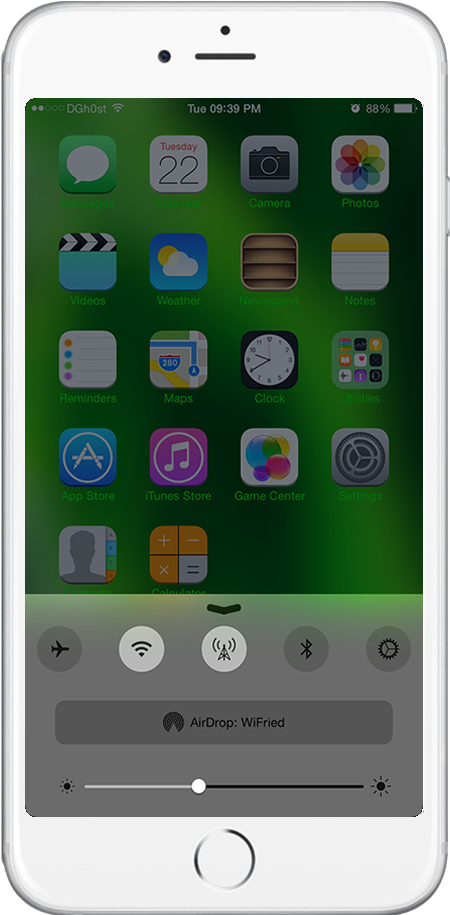 DGh0st Tue 09:39 PM 88%
Tuesday
22
Messages Calendar Camera Photos
Videos Weather Newsstand Notes
280
Reminders Maps Clock Utilities
App Store iTunes Store Game Center Settings
Calculator
AirDrop: WiFried